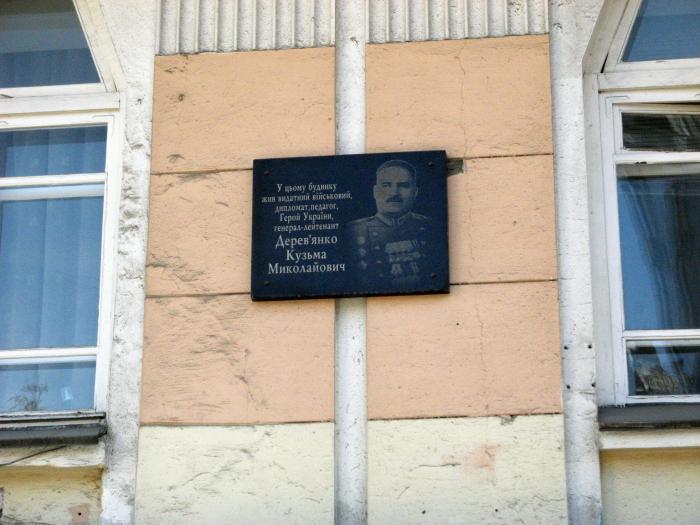 У цьому будинку
жив видатний військовий,
дипломат,педагог,
Герой України,
генерал-лейтенант
Дерев'янко
Кузьма
Миколайович